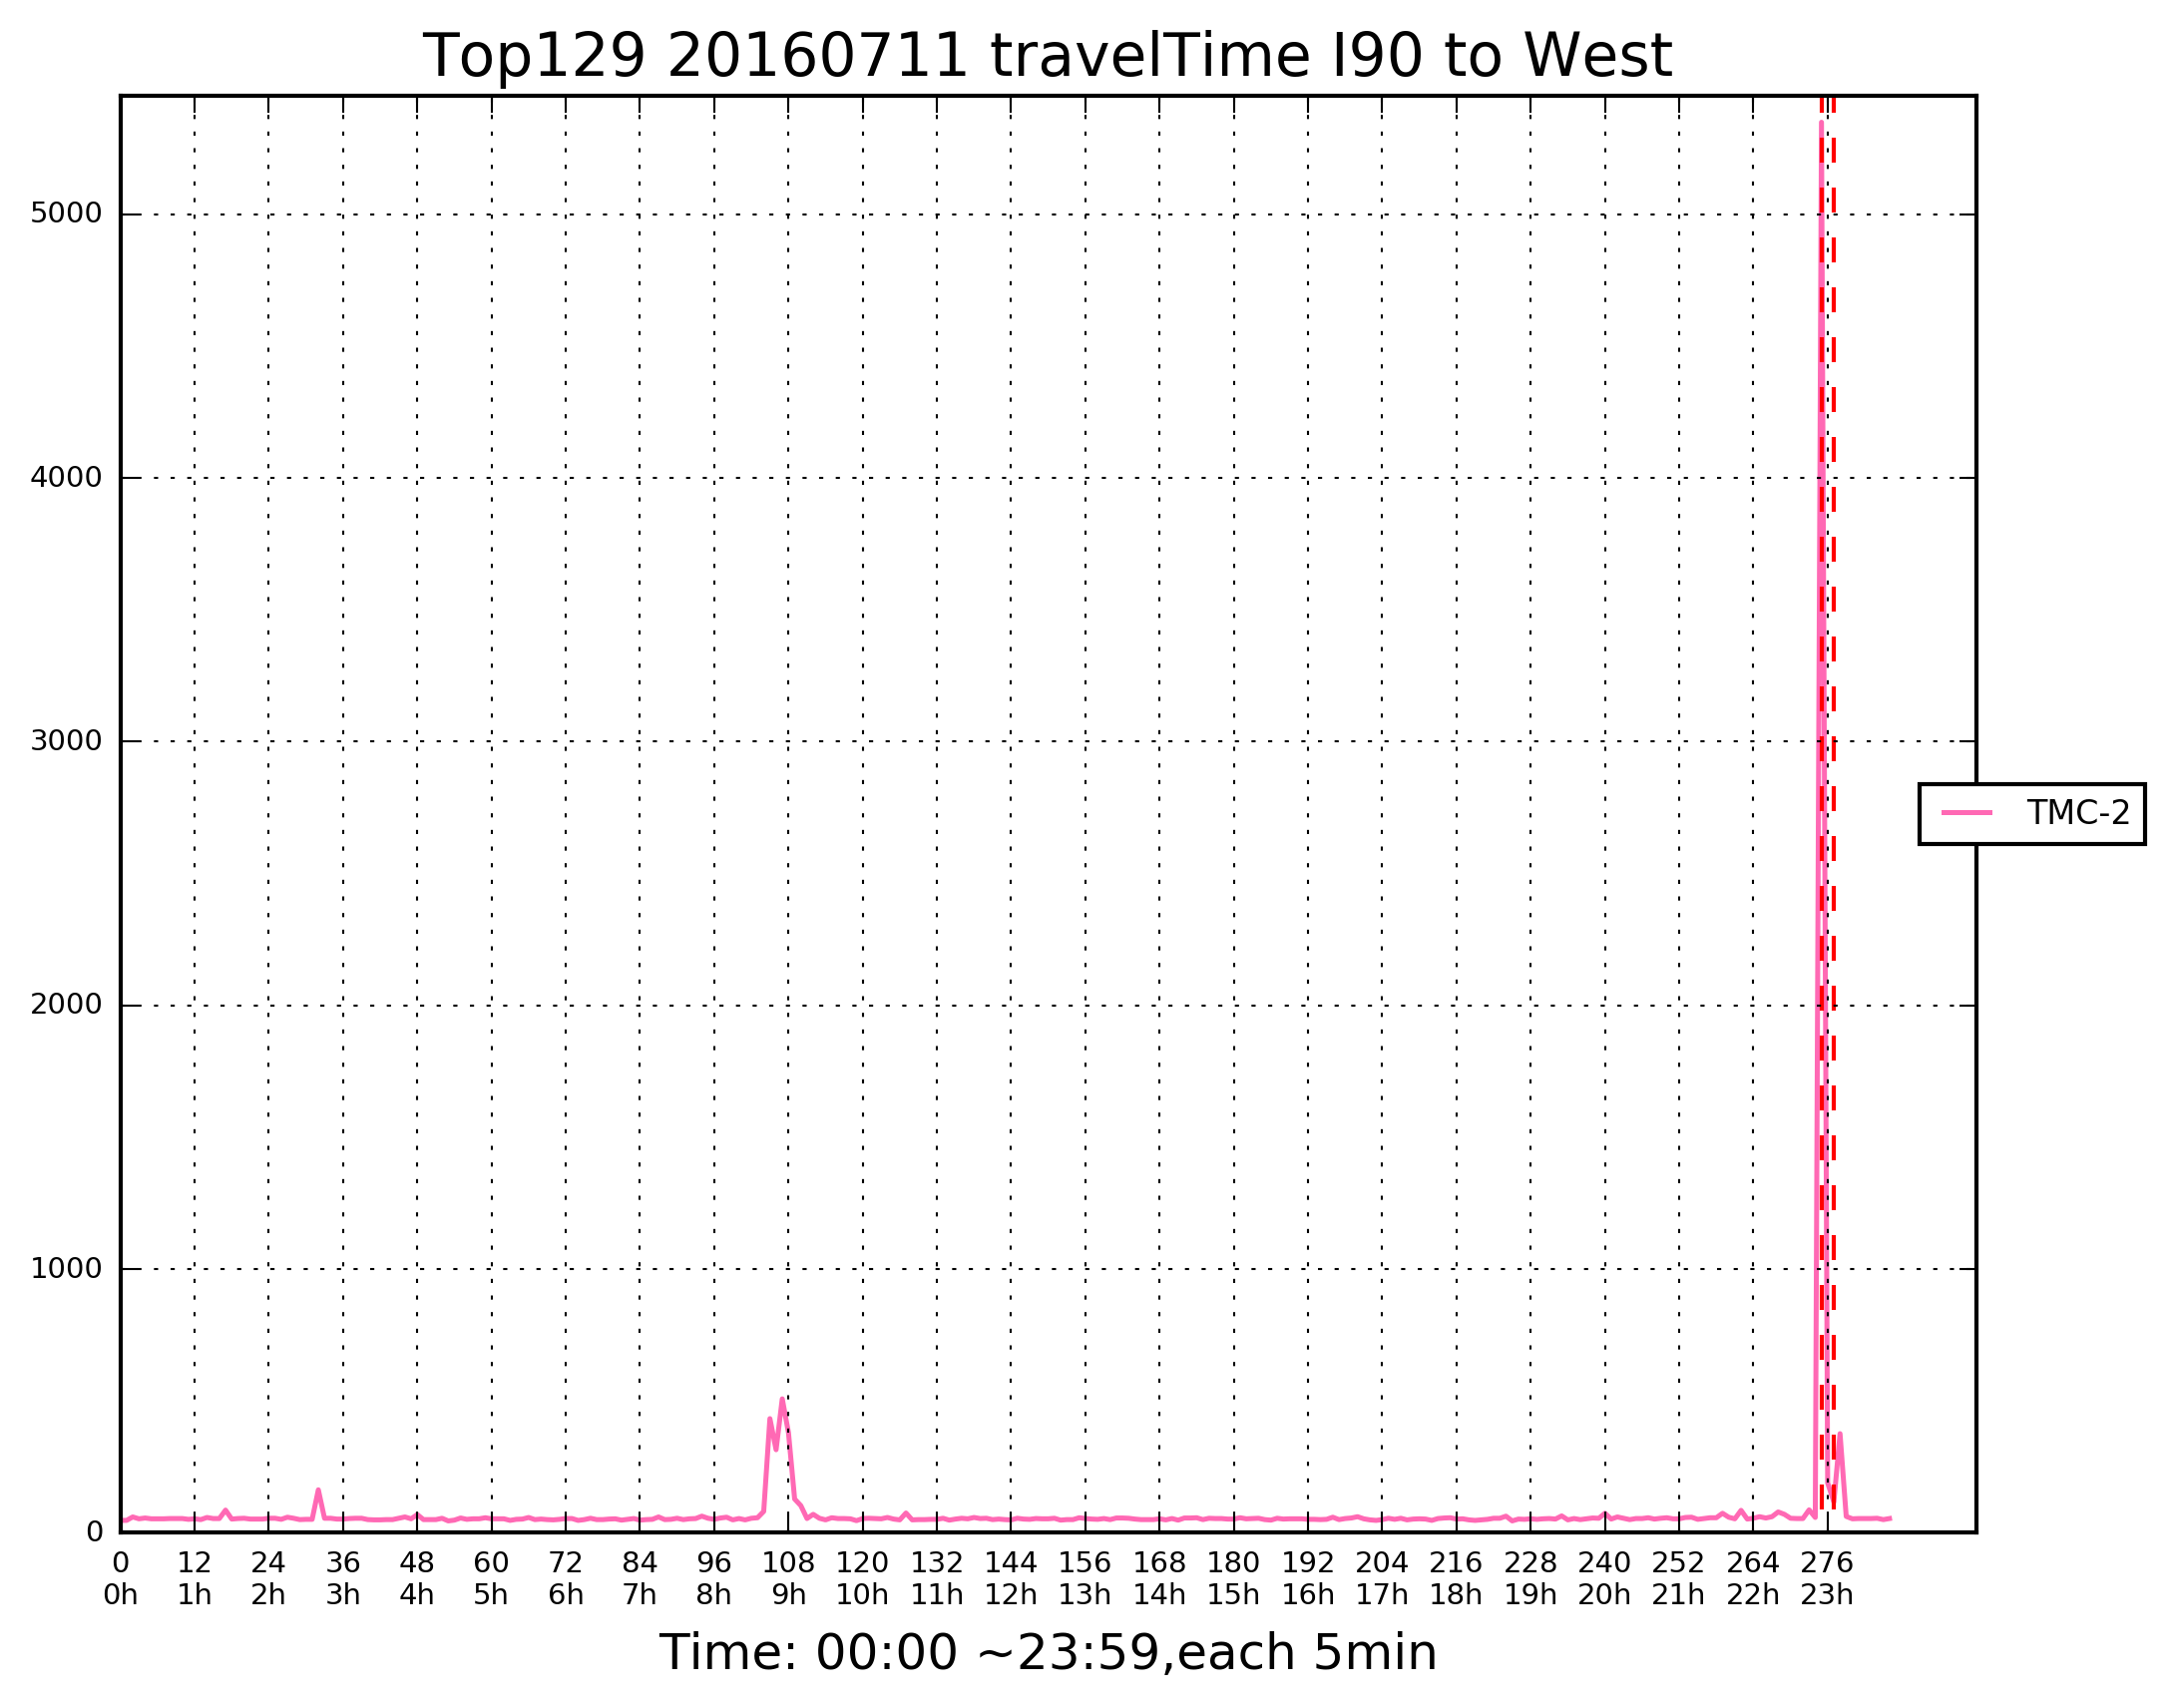 Top129 20160711 travelTime I90 to West
5000
4000
3000
2000
1000
0
TMC-2
0 12 24 36 48 60 72 84 96 108 120 132 144 156 168 180 192 204 216 228 240 252 264 276
0h 1h 2h 3h 4h 5h 6h 7h 8h 9h 10h 11h 12h 13h 14h 15h 16h 17h 18h 19h 20h 21h 22h 23h
Time: 00:00 ~23:59,each 5min